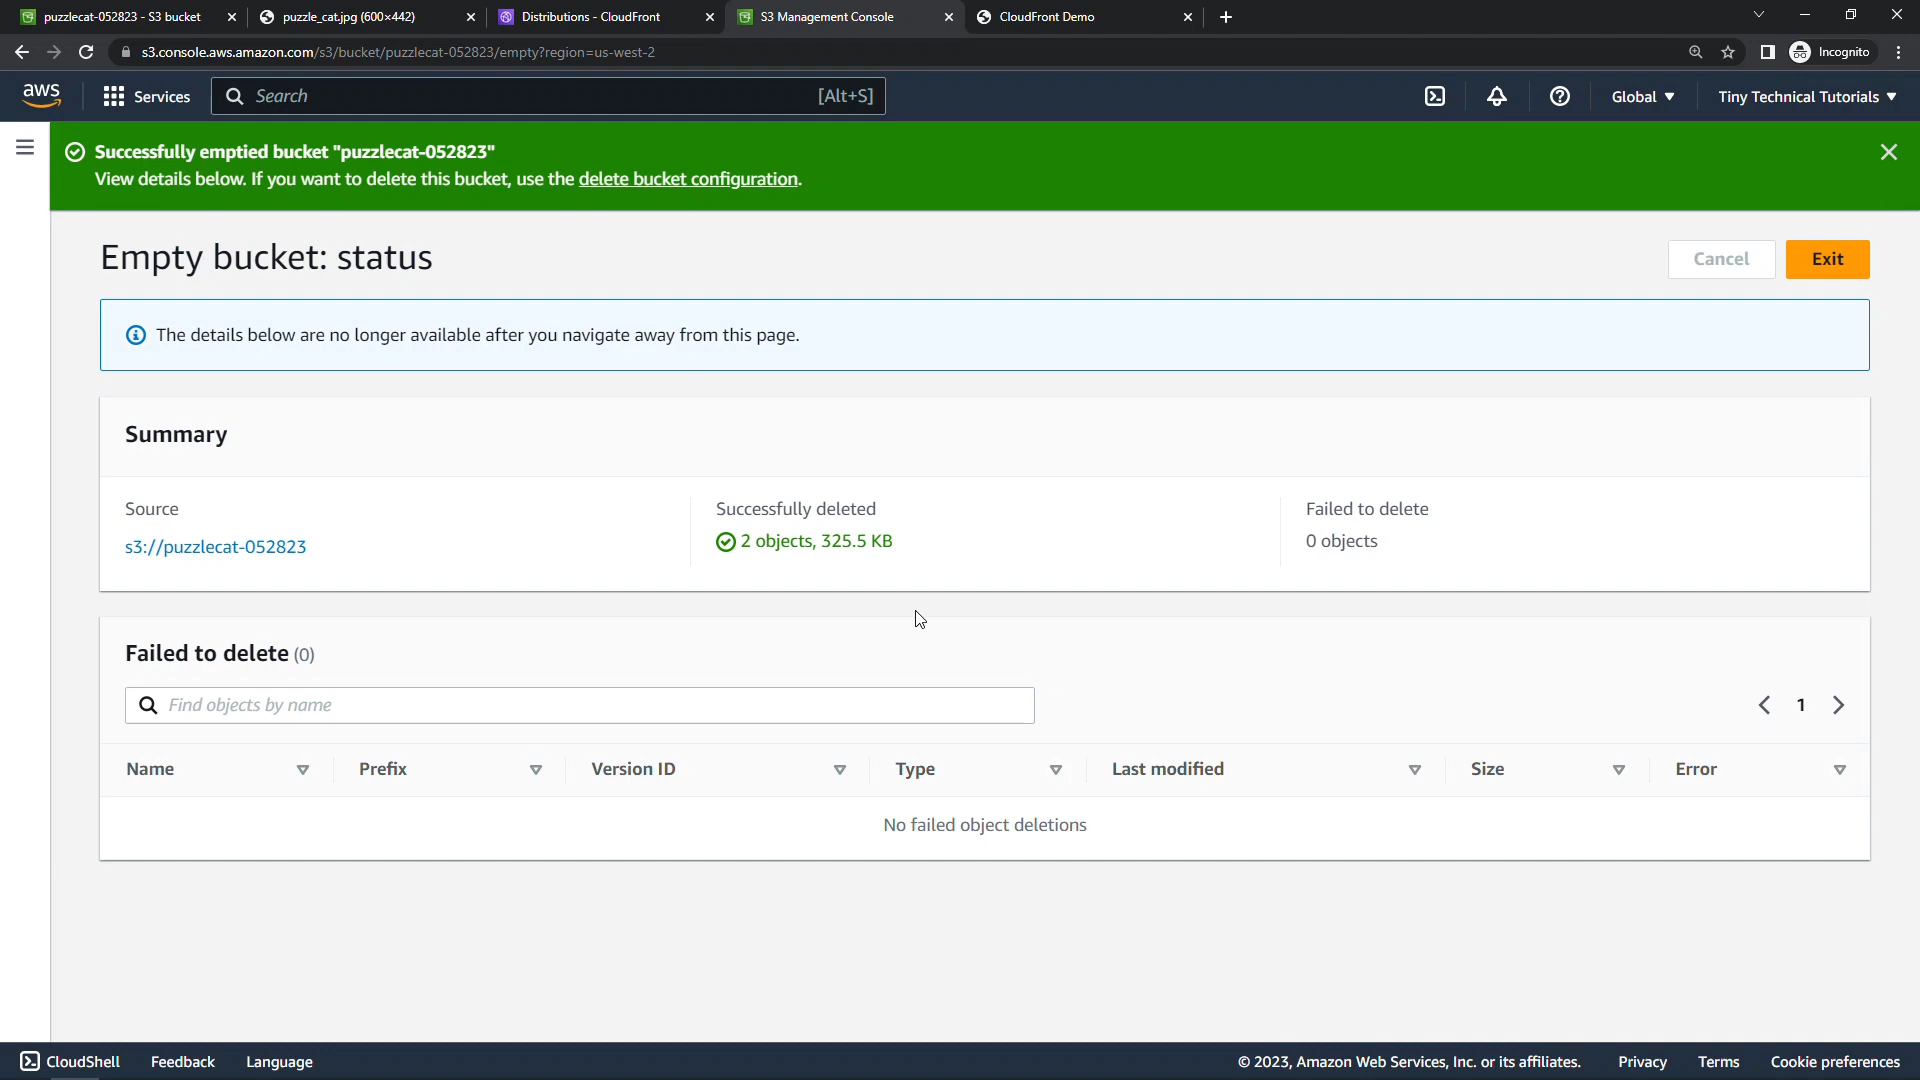 puzzlecat-052823 - S3 bucket
puzzle_cat.jpg (600×442)
Distributions - CloudFront
S3 Management Console
CloudFront Demo
s3.console.aws.amazon.com/s3/bucket/puzzlecat-052823/empty?region=us-west-2
Incognito
aws
Services
Search
[Alt+S]
Global
Tiny Technical Tutorials
Successfully emptied bucket "puzzlecat-052823"
View details below. If you want to delete this bucket, use the delete bucket configuration.
Empty bucket: status
Cancel
Exit
The details below are no longer available after you navigate away from this page.
Summary
Source
Successfully deleted
Failed to delete
s3://puzzlecat-052823
2 objects, 325.5 KB
0 objects
Failed to delete (0)
Find objects by name
1
Name
Prefix
Version ID
Type
Last modified
Size
Error
No failed object deletions
CloudShell
Feedback
Language
© 2023, Amazon Web Services, Inc. or its affiliates.
Privacy
Terms
Cookie preferences